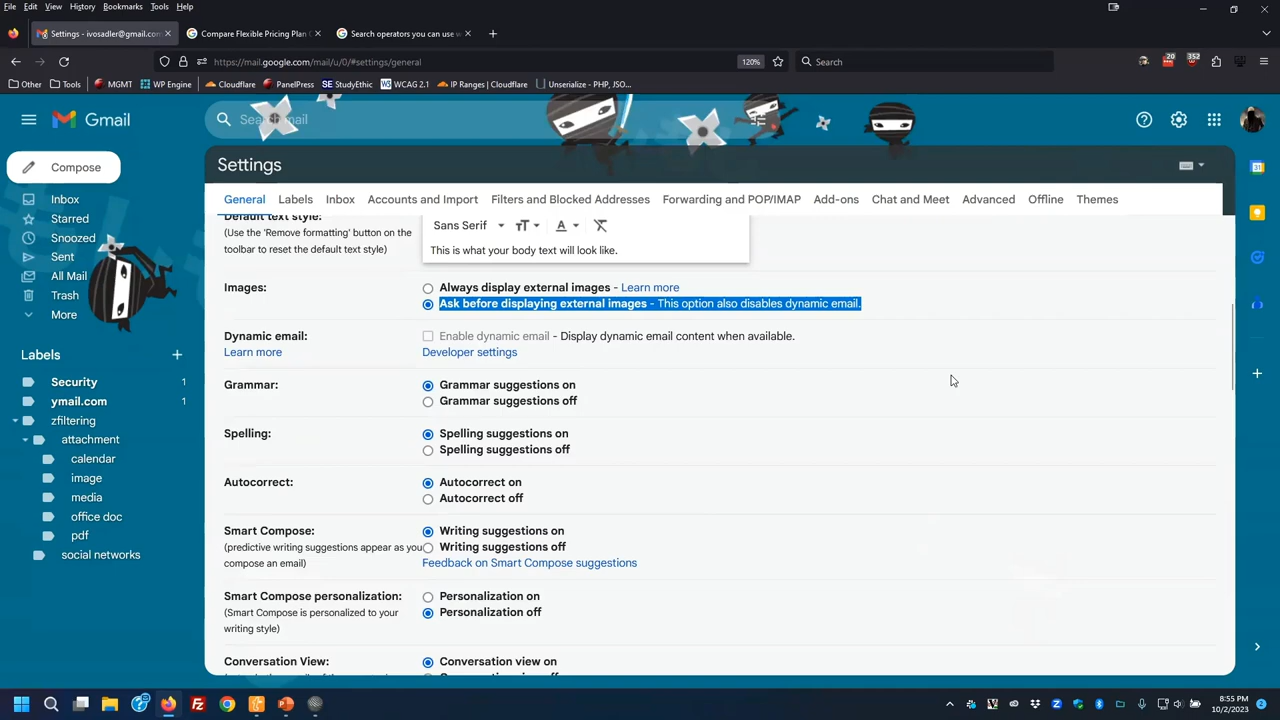 File Edit View History Bookmarks Tools Help
Settings - ivosadler@gmail.com
Compare Flexible Pricing Plan
Search operators you can use w
https://mail.google.com/mail/u/0/#settings/general
120%
Search
20
352
Other
Tools
MGMT
WP Engine
Cloudflare
PanelPress
SE StudyEthic
WCAG 2.1
IP Ranges | Cloudflare
Unserialize - PHP, JSO...
Gmail
Search mail
Compose
Settings
General Labels Inbox Accounts and Import Filters and Blocked Addresses Forwarding and POP/IMAP Add-ons Chat and Meet Advanced Offline Themes
Inbox
Starred
Snoozed
Sent
All Mail
Trash
More
Labels
Security 1
ymail.com 1
zfiltering
attachment
calendar
image
media
office doc
pdf
social networks
Default text style:
(Use the 'Remove formatting' button on the
toolbar to reset the default text style)
Sans Serif
This is what your body text will look like.
Images:
Always display external images - Learn more
Ask before displaying external images - This option also disables dynamic email.
Dynamic email:
Learn more
Enable dynamic email - Display dynamic email content when available.
Developer settings
Grammar:
Grammar suggestions on
Grammar suggestions off
Spelling:
Spelling suggestions on
Spelling suggestions off
Autocorrect:
Autocorrect on
Autocorrect off
Smart Compose:
(predictive writing suggestions appear as you
compose an email)
Writing suggestions on
Writing suggestions off
Feedback on Smart Compose suggestions
Smart Compose personalization:
(Smart Compose is personalized to your
writing style)
Personalization on
Personalization off
Conversation View:
Conversation view on
8:55 PM
10/2/2023